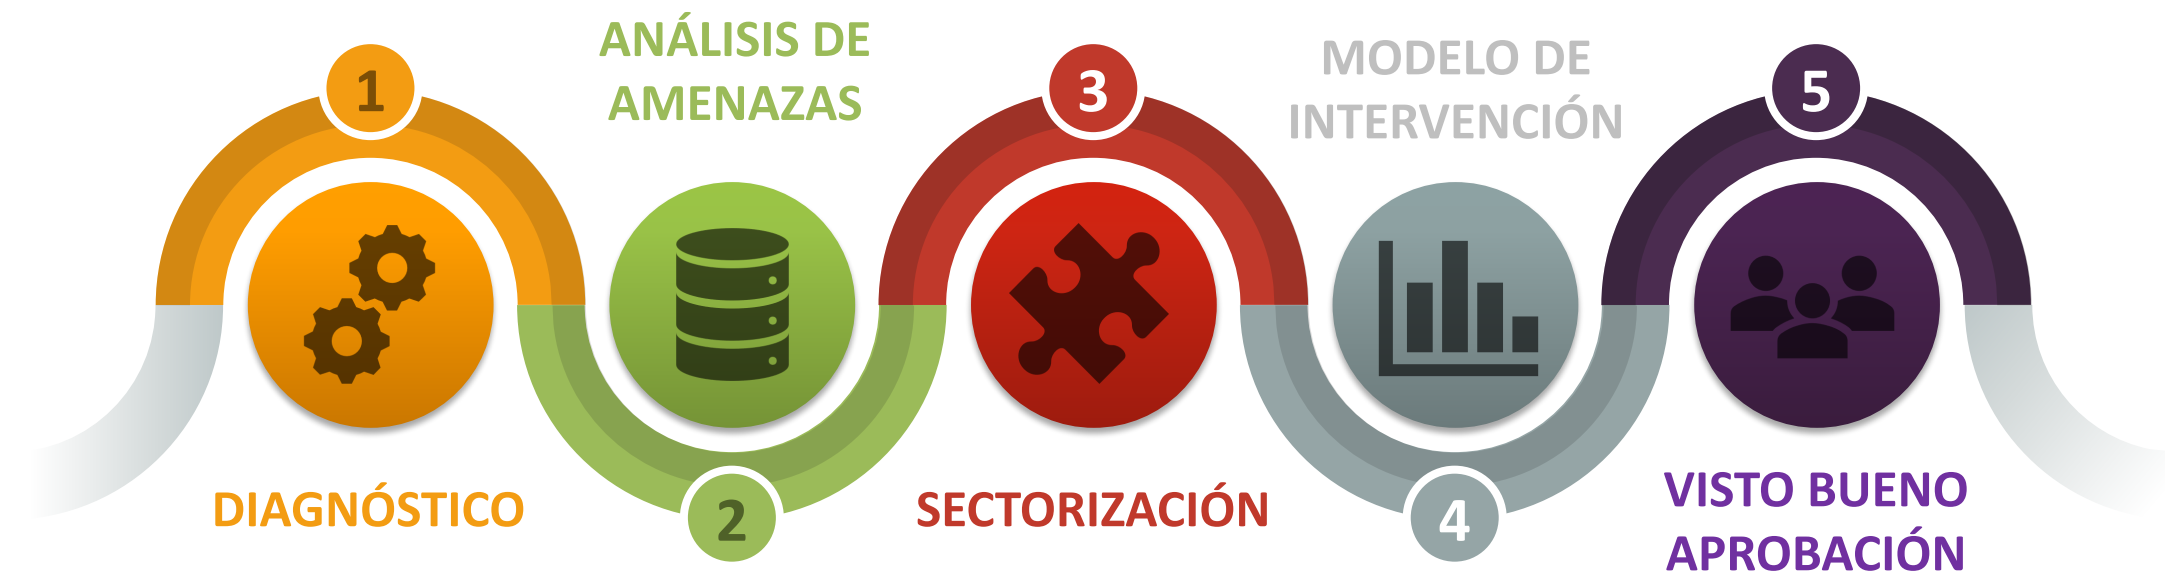 1
DIAGNÓSTICO
ANÁLISIS DE
AMENAZAS
2
3
SECTORIZACIÓN
MODELO DE
INTERVENCIÓN
4
5
VISTO BUENO
APROBACIÓN